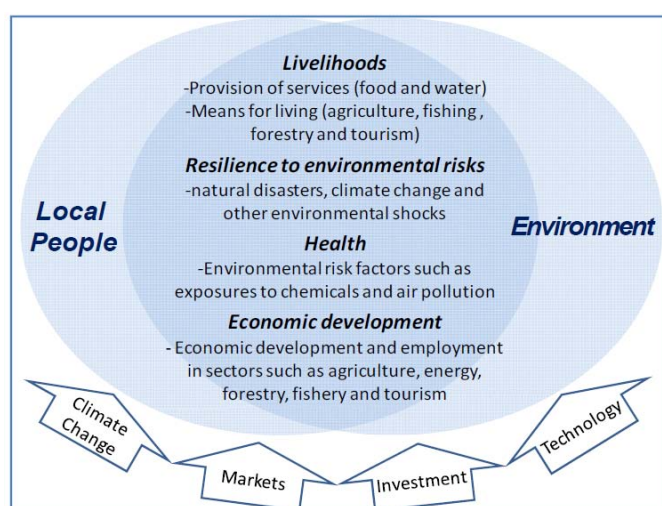 Livelihoods
-Provision of services (food and water)
-Means for living (agriculture, fishing ,
forestry and tourism)
Resilience to environmental risks
-natural disasters, climate change and
other environmental shocks
Local
People
Environment
Health
-Environmental risk factors such as
exposures to chemicals and air pollution
Economic development
- Economic development and employment
in sectors such as agriculture, energy,
forestry, fishery and tourism
Climate
Change
Markets
Investment
Technology